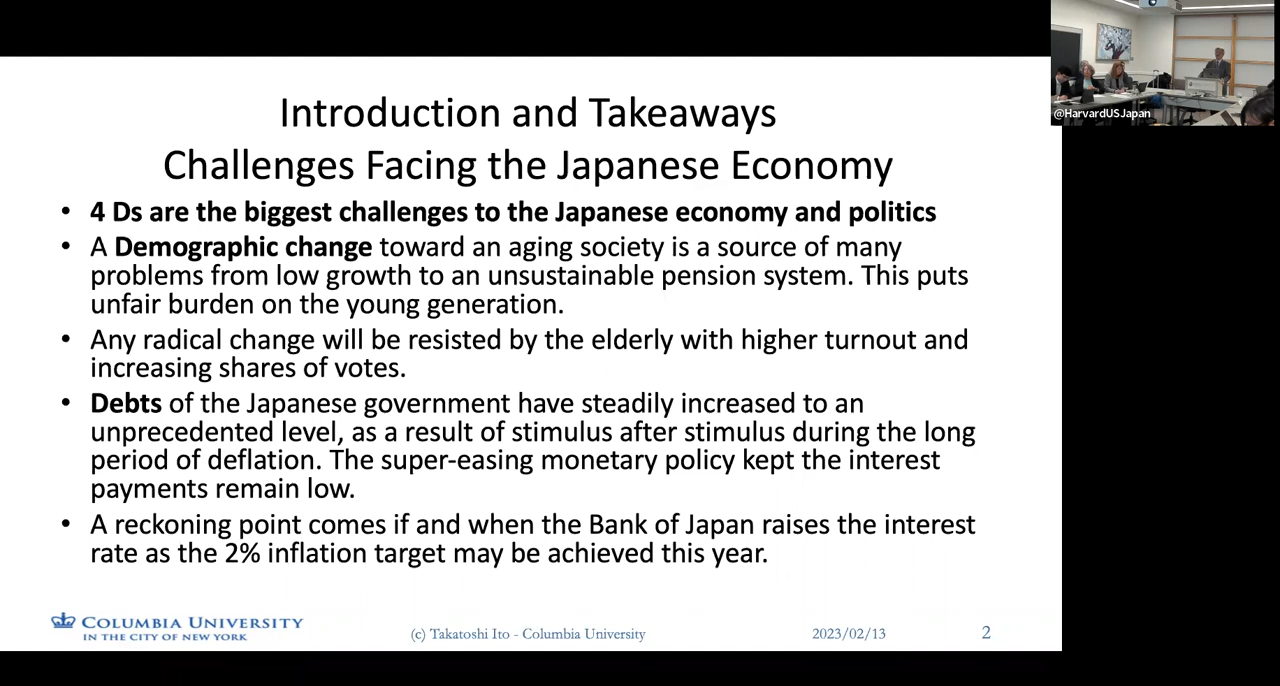 Introduction and Takeaways
Challenges Facing the Japanese Economy
• 4 Ds are the biggest challenges to the Japanese economy and politics
• A Demographic change toward an aging society is a source of many
problems from low growth to an unsustainable pension system. This puts
unfair burden on the young generation.
• Any radical change will be resisted by the elderly with higher turnout and
increasing shares of votes.
• Debts of the Japanese government have steadily increased to an
unprecedented level, as a result of stimulus after stimulus during the long
period of deflation. The super-easing monetary policy kept the interest
payments remain low.
• A reckoning point comes if and when the Bank of Japan raises the interest
rate as the 2% inflation target may be achieved this year.
COLUMBIA UNIVERSITY
IN THE CITY OF NEW YORK
(c) Takatoshi Ito - Columbia University
2023/02/13
2
@HarvardUSJapan